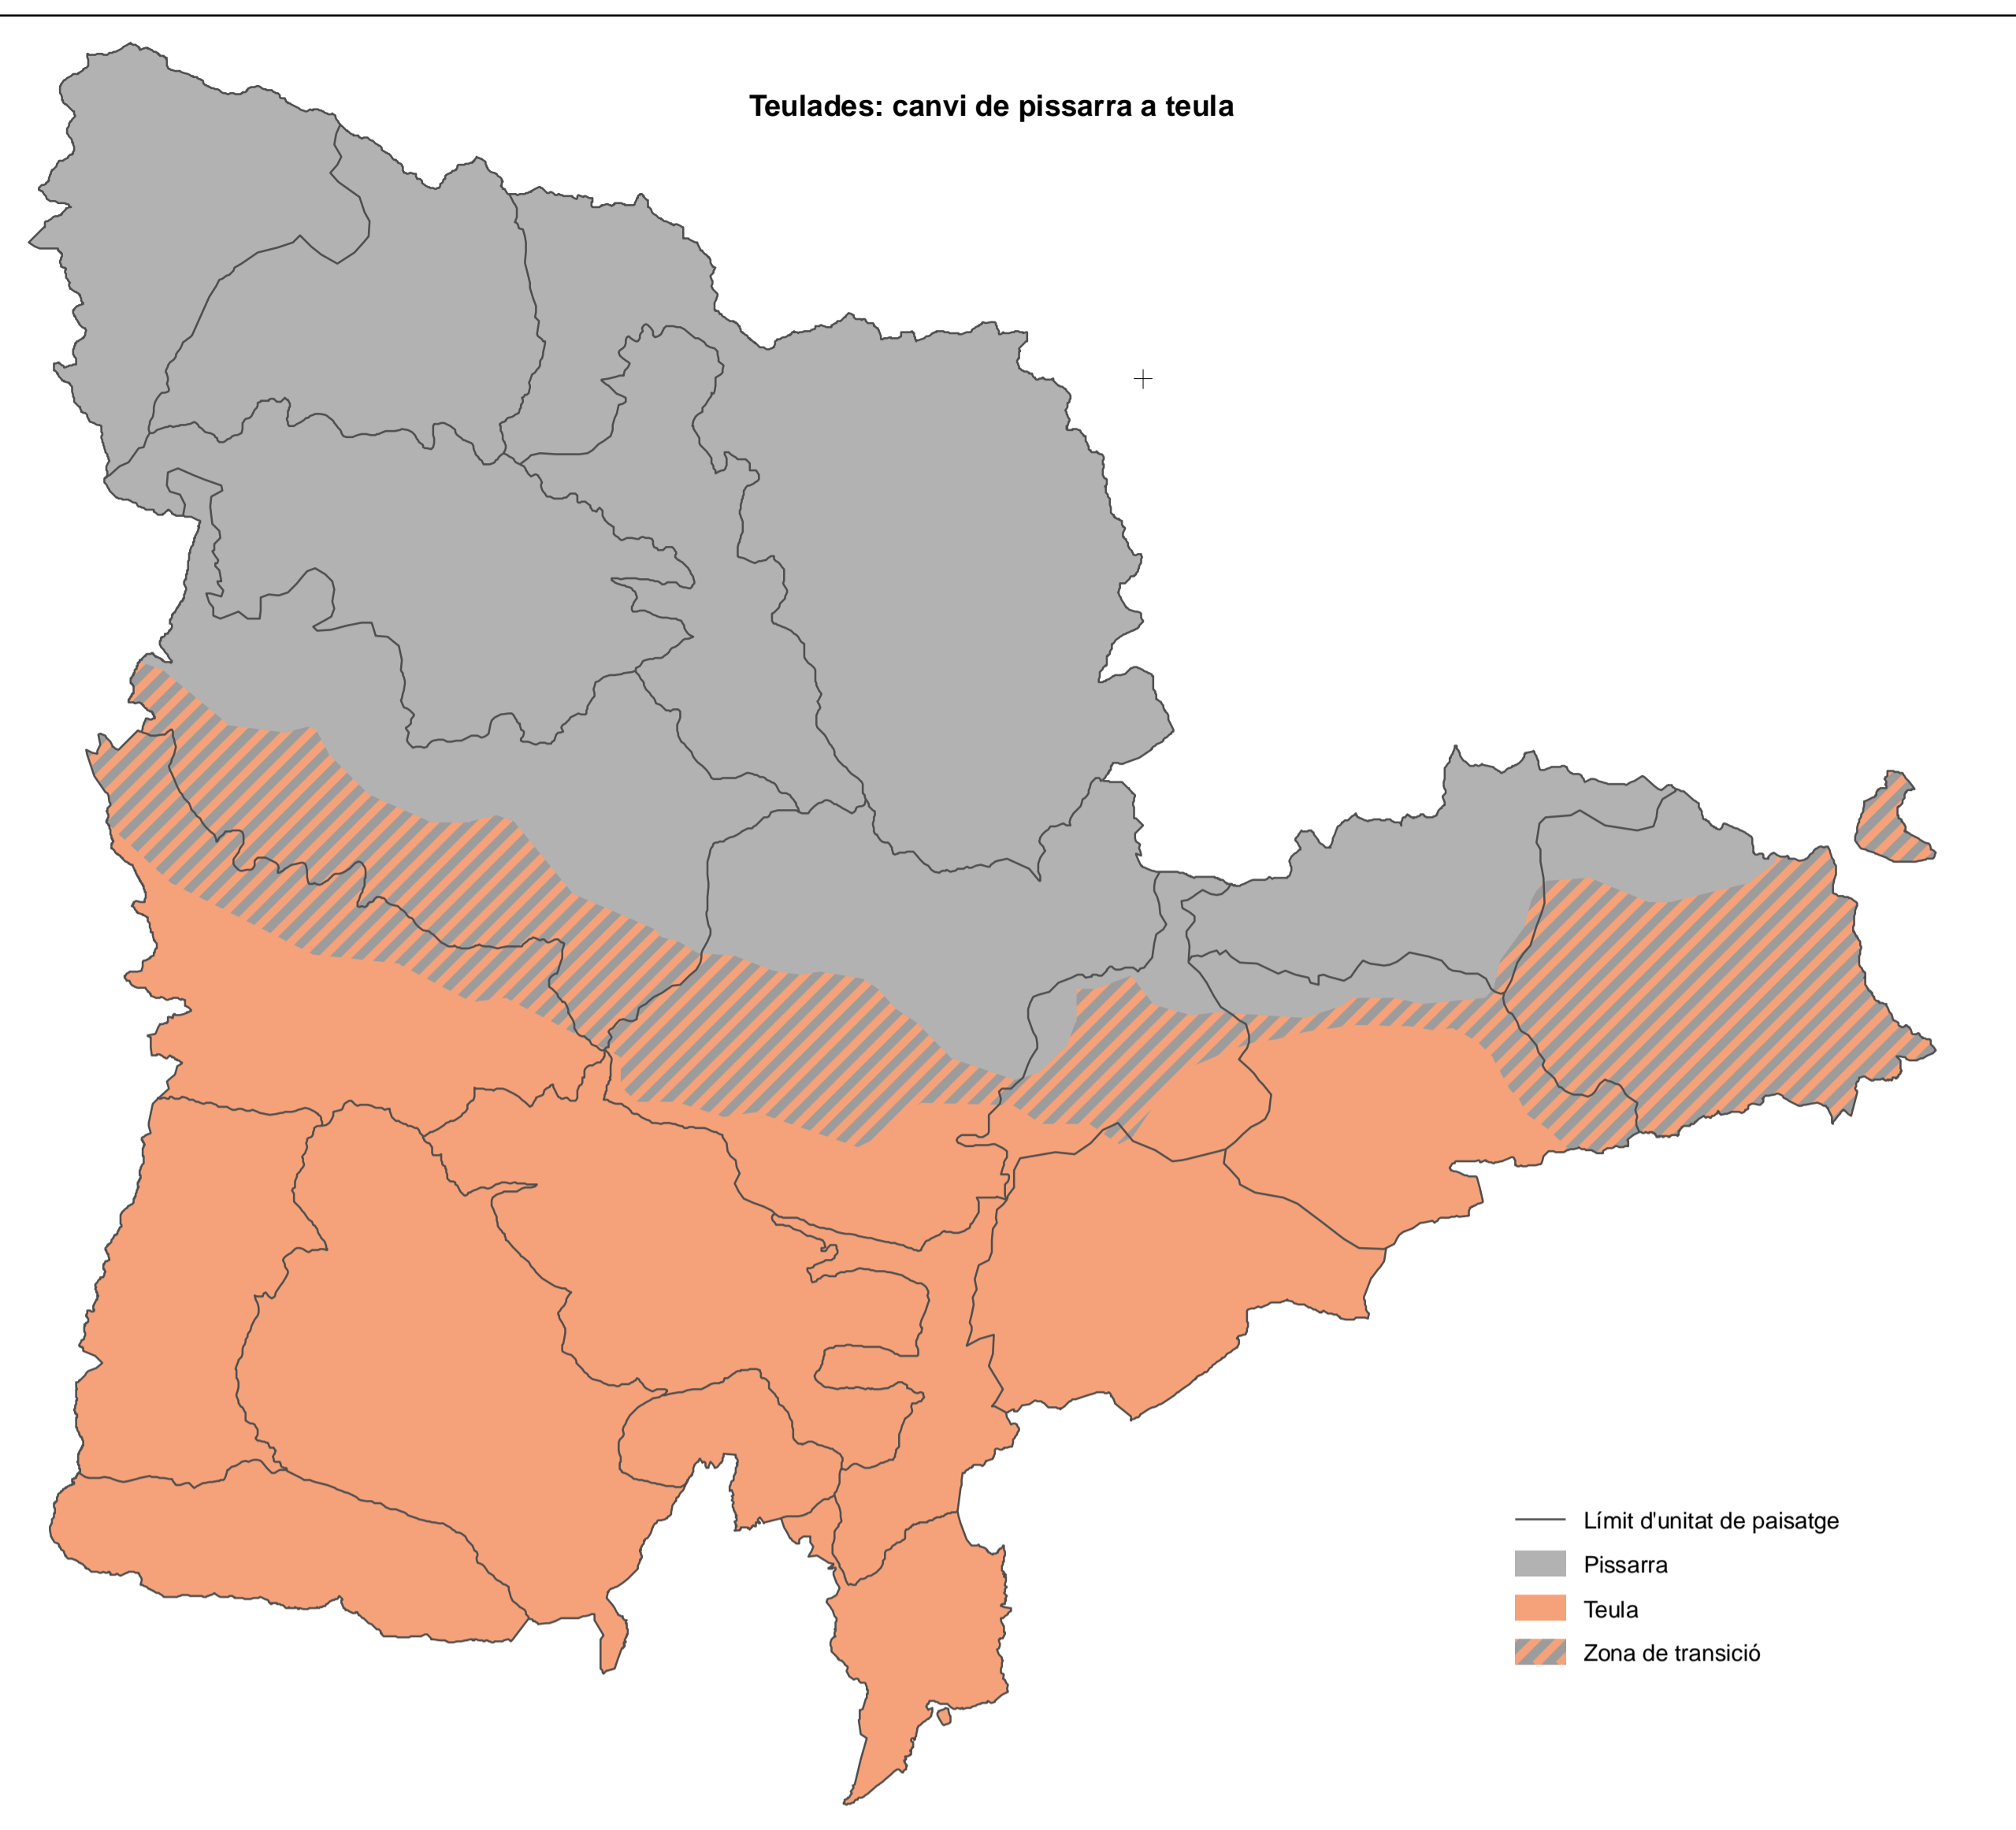 Teulades: canvi de pissarra a teula
Límit d'unitat de paisatge
Pissarra
Teula
Zona de transició